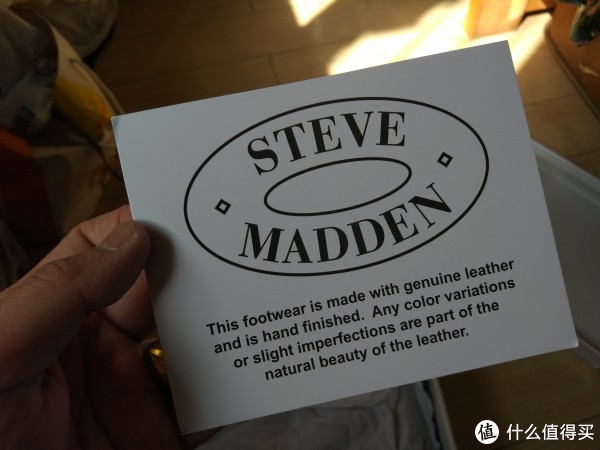 STEVE
MADDEN
This footwear is made with genuine leather
and is hand finished. Any color variations
or slight imperfections are part of the
natural beauty of the leather.
值 什么值得买